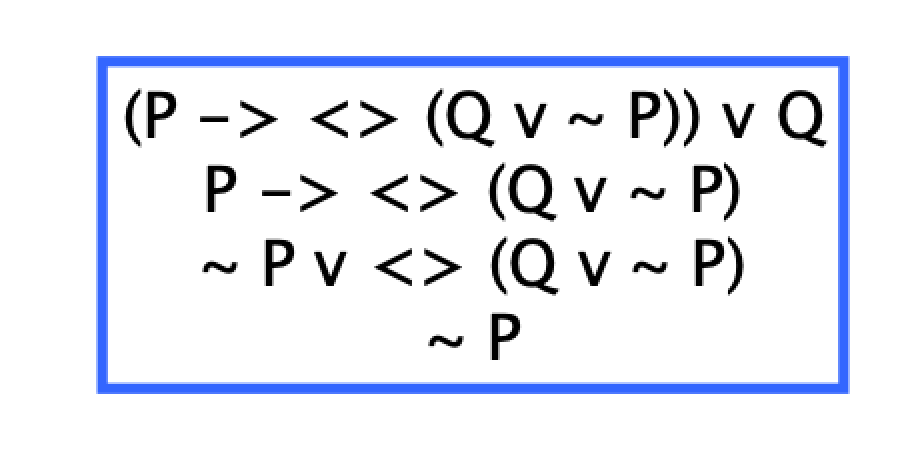 (P –> <> (Q v ~ P)) v Q
P –> <> (Q v ~ P)
~ P v <> (Q v ~ P)
~ P